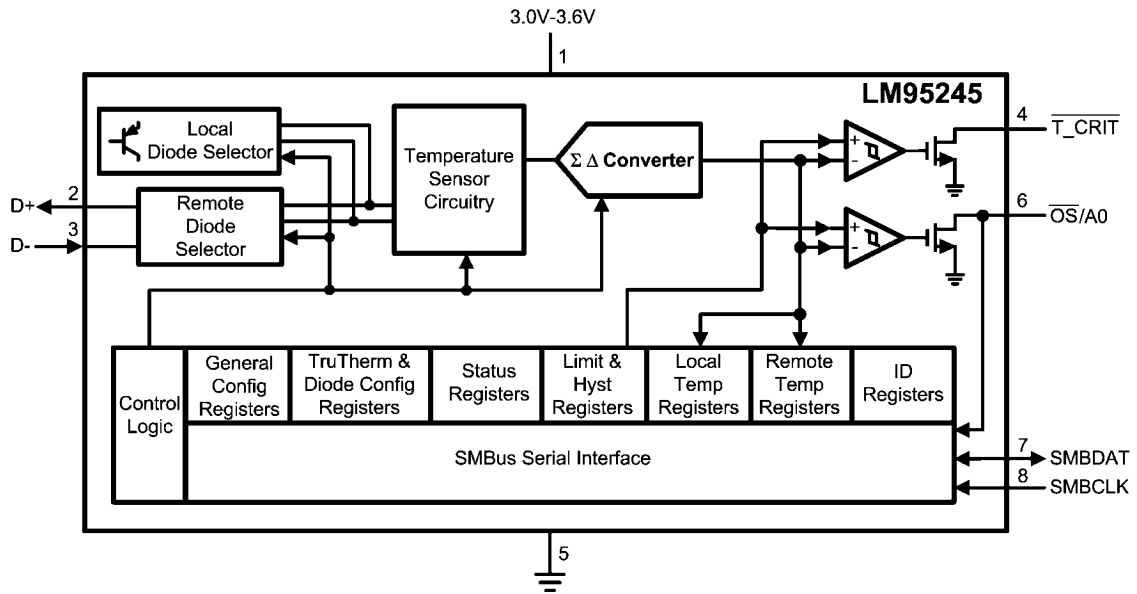 3.0V-3.6V
1
LM95245
Local
Diode Selector
Temperature
Sensor
Circuitry
Σ Δ Converter
+
-
4
T_CRIT
D+
2
D-
3
Remote
Diode
Selector
+
-
6
OS/A0
Control
Logic
General
Config
Registers
TruTherm &
Diode Config
Registers
Status
Registers
Limit &
Hyst
Registers
Local
Temp
Registers
Remote
Temp
Registers
ID
Registers
SMBus Serial Interface
7
SMBDAT
8
SMBCLK
5